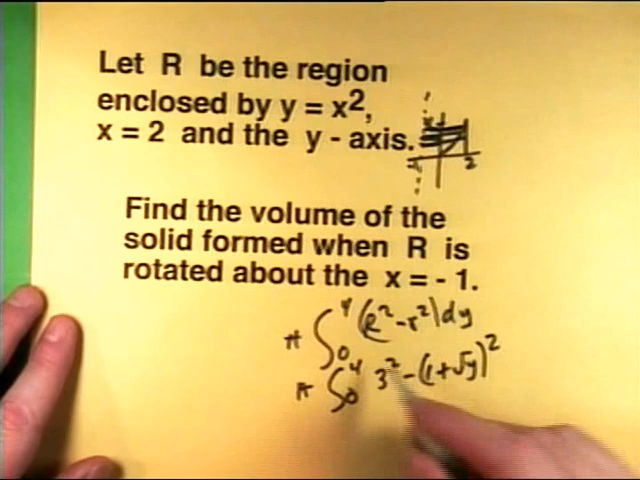 Let R be the region
enclosed by y = x²,
x = 2 and the y - axis.
2
Find the volume of the
solid formed when R is
rotated about the x = - 1.
π ∫₀⁴ (R² - r²) dy
π ∫₀⁴ 3² - (1 + √y)²